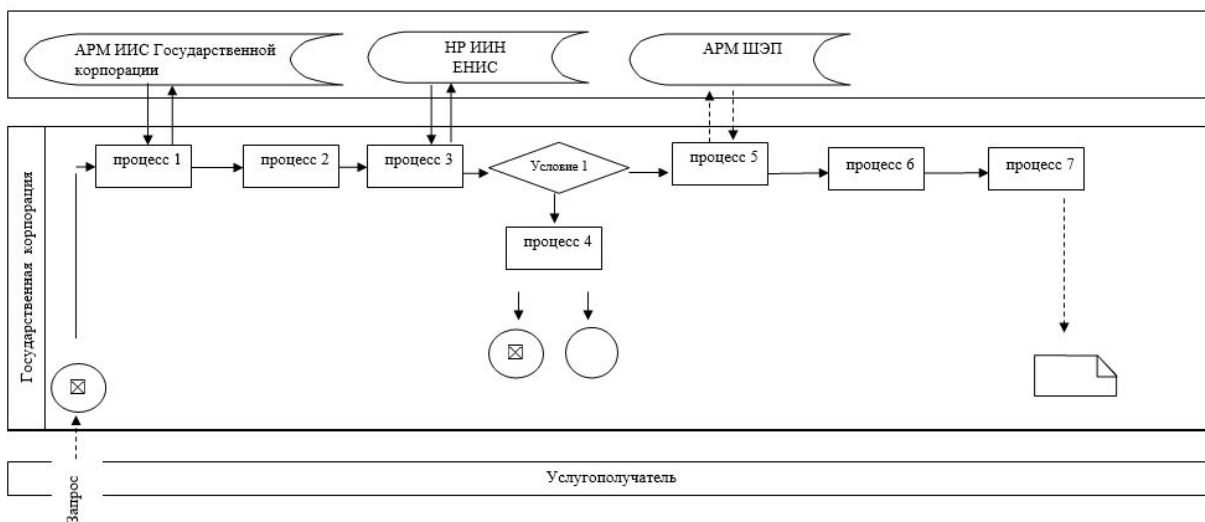 АРМ ИИС Государственной
корпорации
НР ИИН
ЕНИС
АРМ ШЭП
Государственная корпорация
процесс 1
процесс 2
процесс 3
Условие 1
процесс 5
процесс 6
процесс 7
процесс 4
Запрос
Услугополучатель